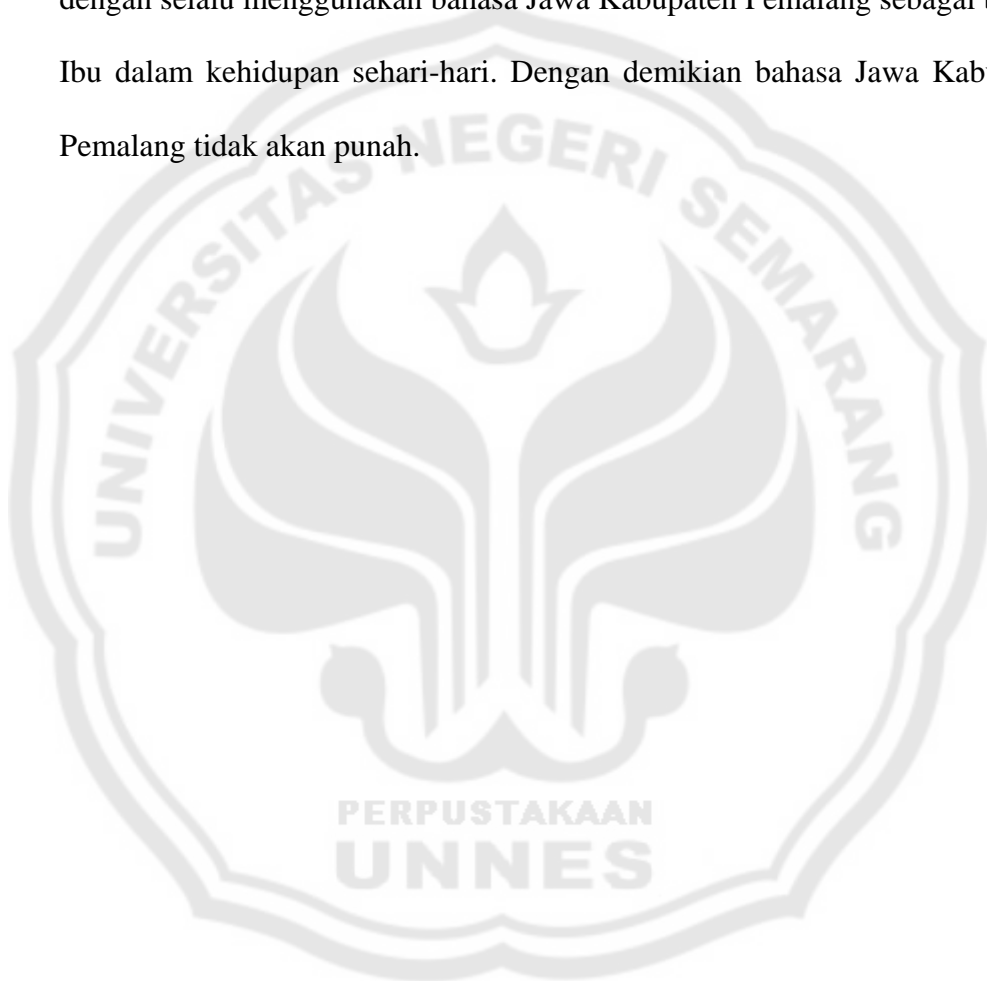 dengan selalu menggunakan bahasa Jawa Kabupaten Pemalang sebagai
Ibu dalam kehidupan sehari-hari. Dengan demikian bahasa Jawa
Pemalang tidak akan punah.
UNIVERSITAS NEGERI SEMARANG
PERPUSTAKAAN
UNNES